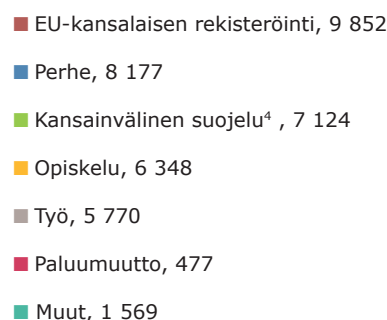 EU-kansalaisen rekisteröinti, 9 852
Perhe, 8 177
Kansainvälinen suojelu⁴ , 7 124
Opiskelu, 6 348
Työ, 5 770
Paluumuutto, 477
Muut, 1 569